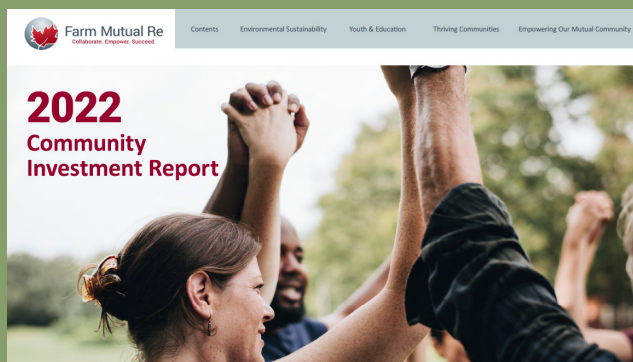 Farm Mutual Re
Collaborate. Empower. Succeed.
Contents Environmental Sustainability Youth & Education Thriving Communities Empowering Our Mutual Community
2022
Community
Investment Report